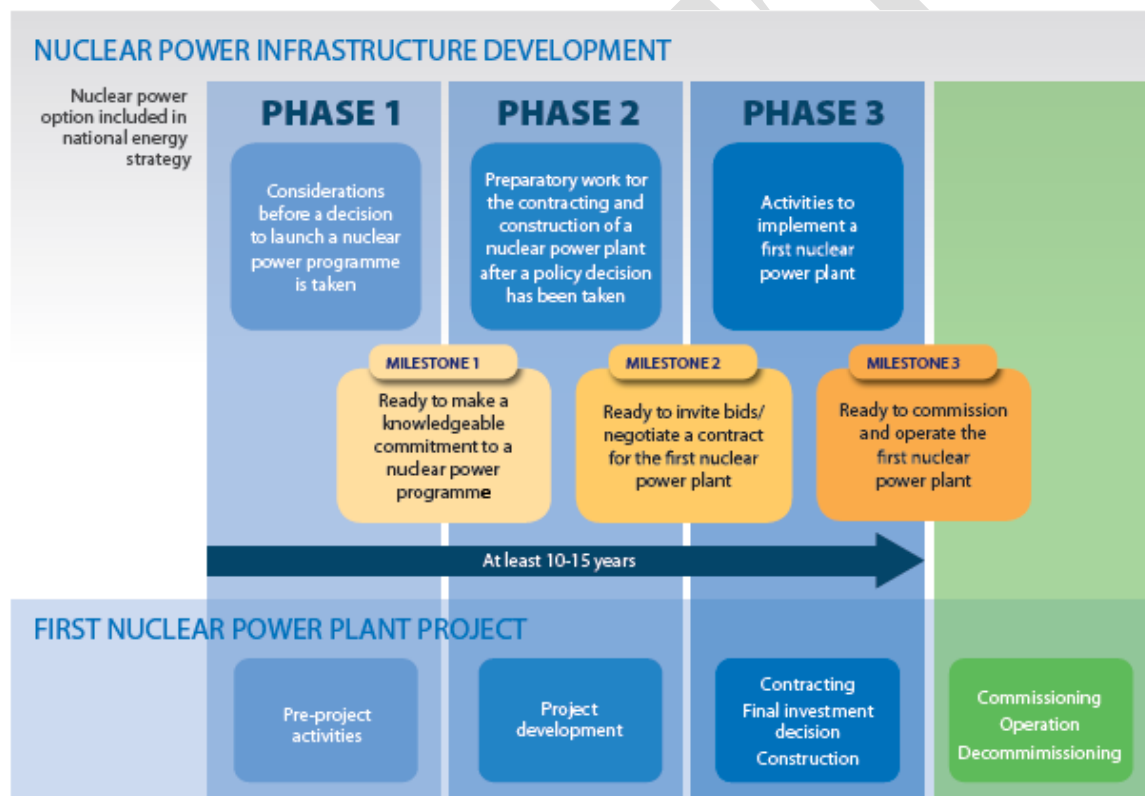 NUCLEAR POWER INFRASTRUCTURE DEVELOPMENT
Nuclear power
option included in
national energy
strategy
PHASE 1
Considerations
before a decision
to launch a nuclear
power programme
is taken
PHASE 2
Preparatory work for
the contracting and
construction of a
nuclear power plant
after a policy decision
has been taken
PHASE 3
Activities to
implement a
first nuclear
power plant
MILESTONE 1
Ready to make a
knowledgeable
commitment to a
nuclear power
programme
MILESTONE 2
Ready to invite bids/
negotiate a contract
for the first nuclear
power plant
MILESTONE 3
Ready to commission
and operate the
first nuclear
power plant
At least 10-15 years
FIRST NUCLEAR POWER PLANT PROJECT
Pre-project
activities
Project
development
Contracting
Final investment
decision
Construction
Commissioning
Operation
Decommimissioning